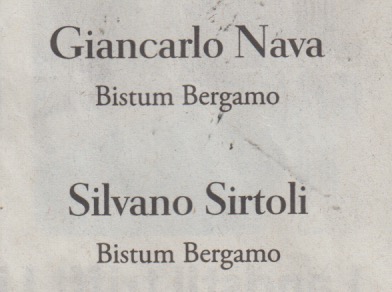 Giancarlo Nava
Bistum Bergamo
Silvano Sirtoli
Bistum Bergamo